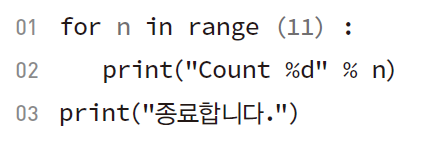 01 for n in range (11) :
02 print("Count %d" % n)
03 print("종료합니다.")